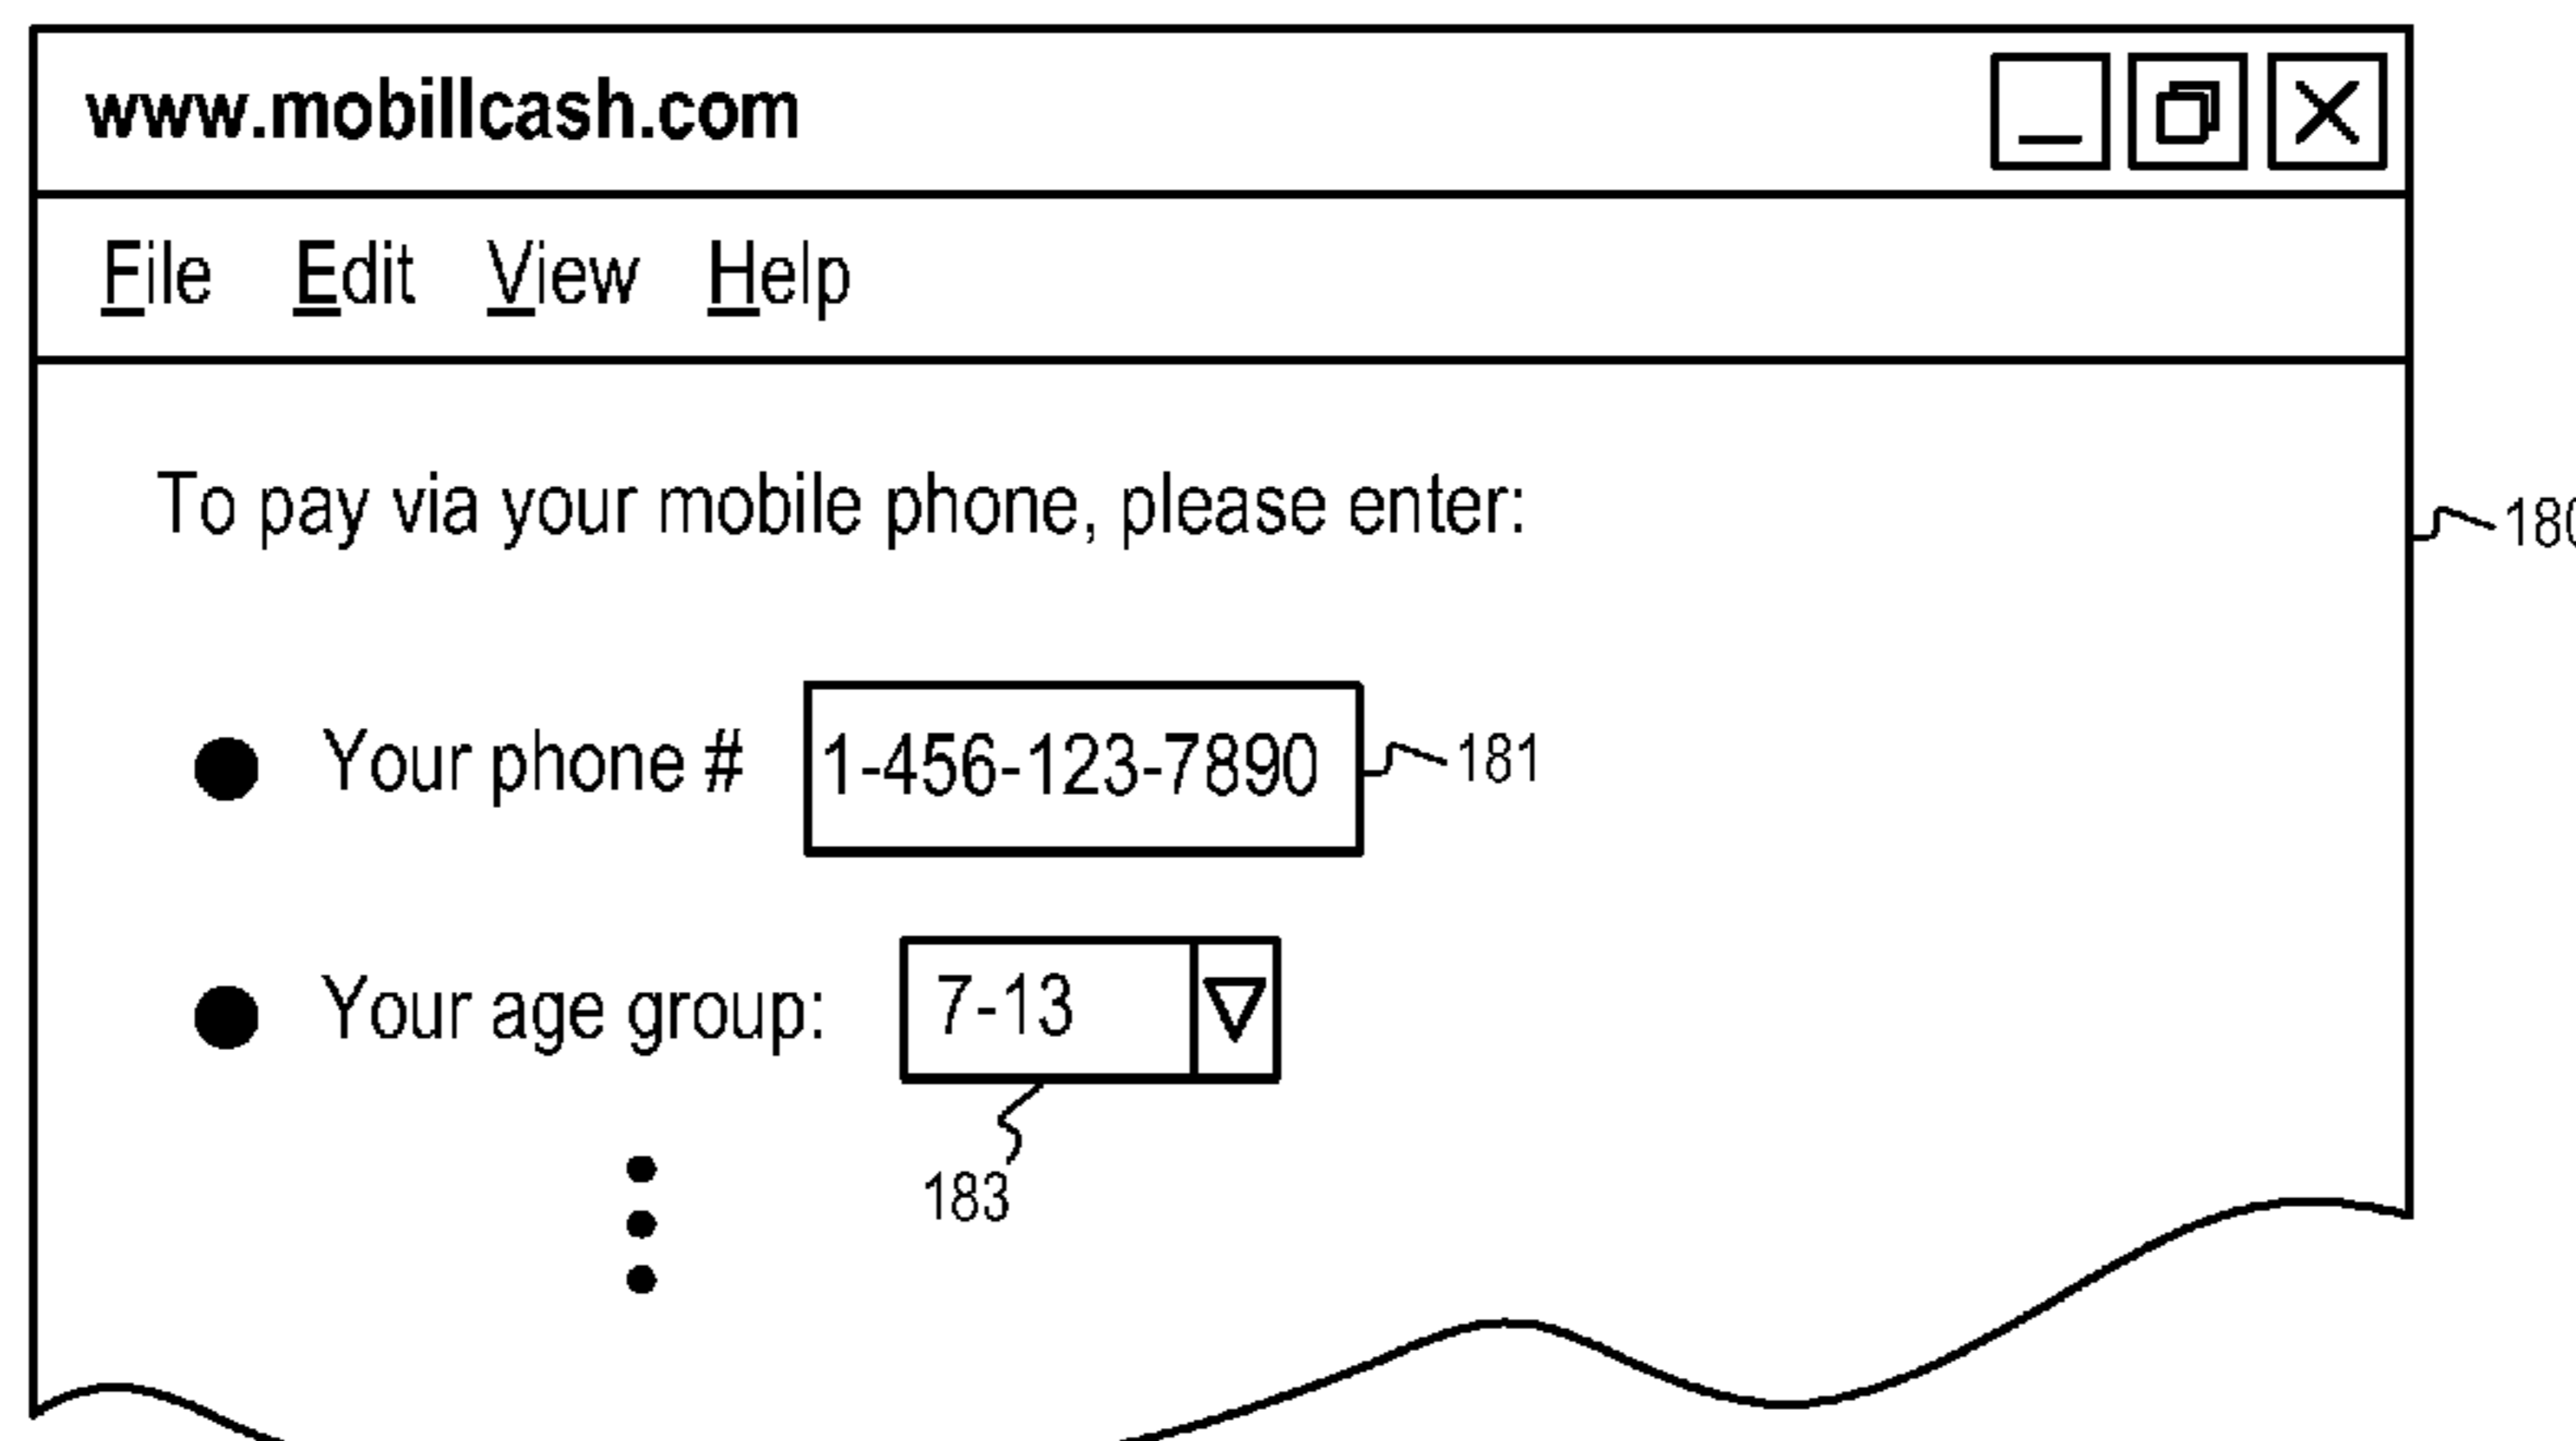 www.mobillcash.com
File Edit View Help
To pay via your mobile phone, please enter:
180
● Your phone # 1-456-123-7890 181
● Your age group: 7-13
183